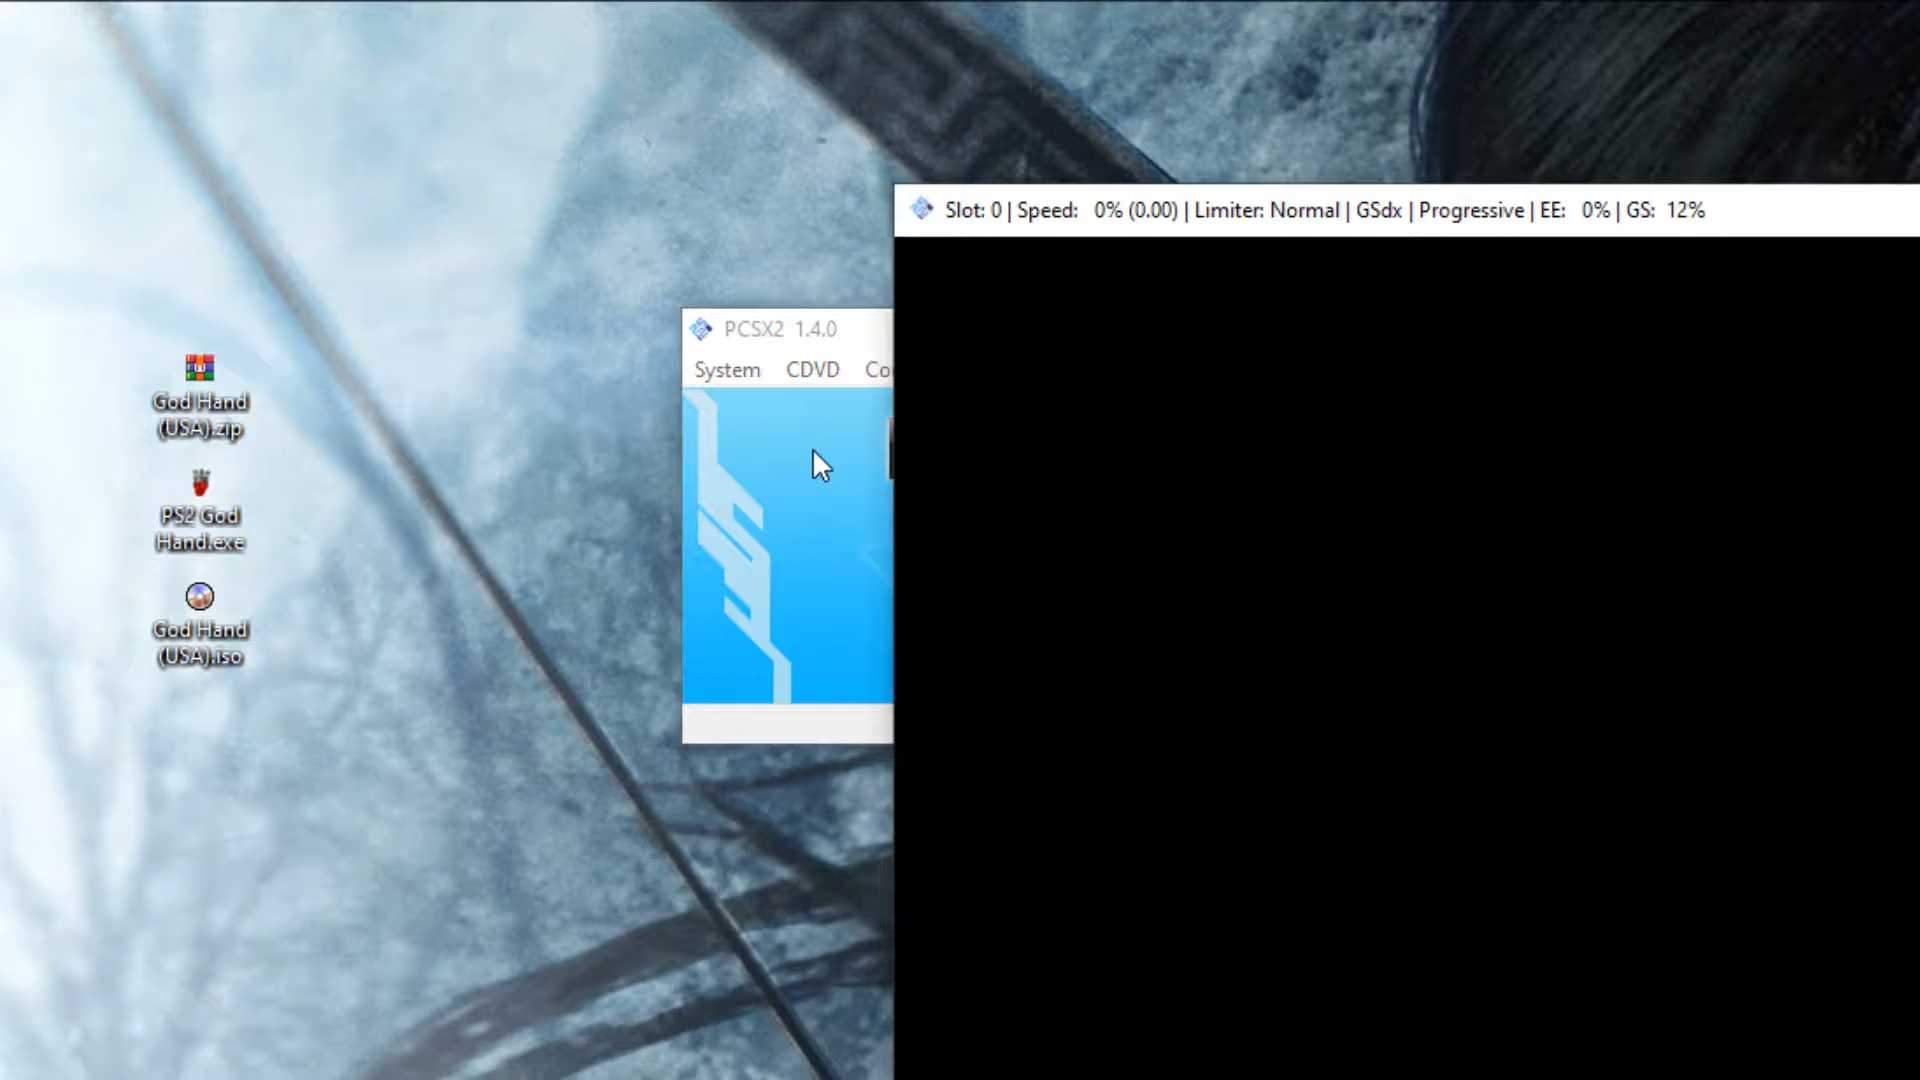 Slot: 0 | Speed: 0% (0.00) | Limiter: Normal | GSdx | Progressive | EE: 0% | GS: 12%
PCSX2 1.4.0
System CDVD Co
God Hand
(USA).zip
PS2 God
Hand.exe
God Hand
(USA).iso